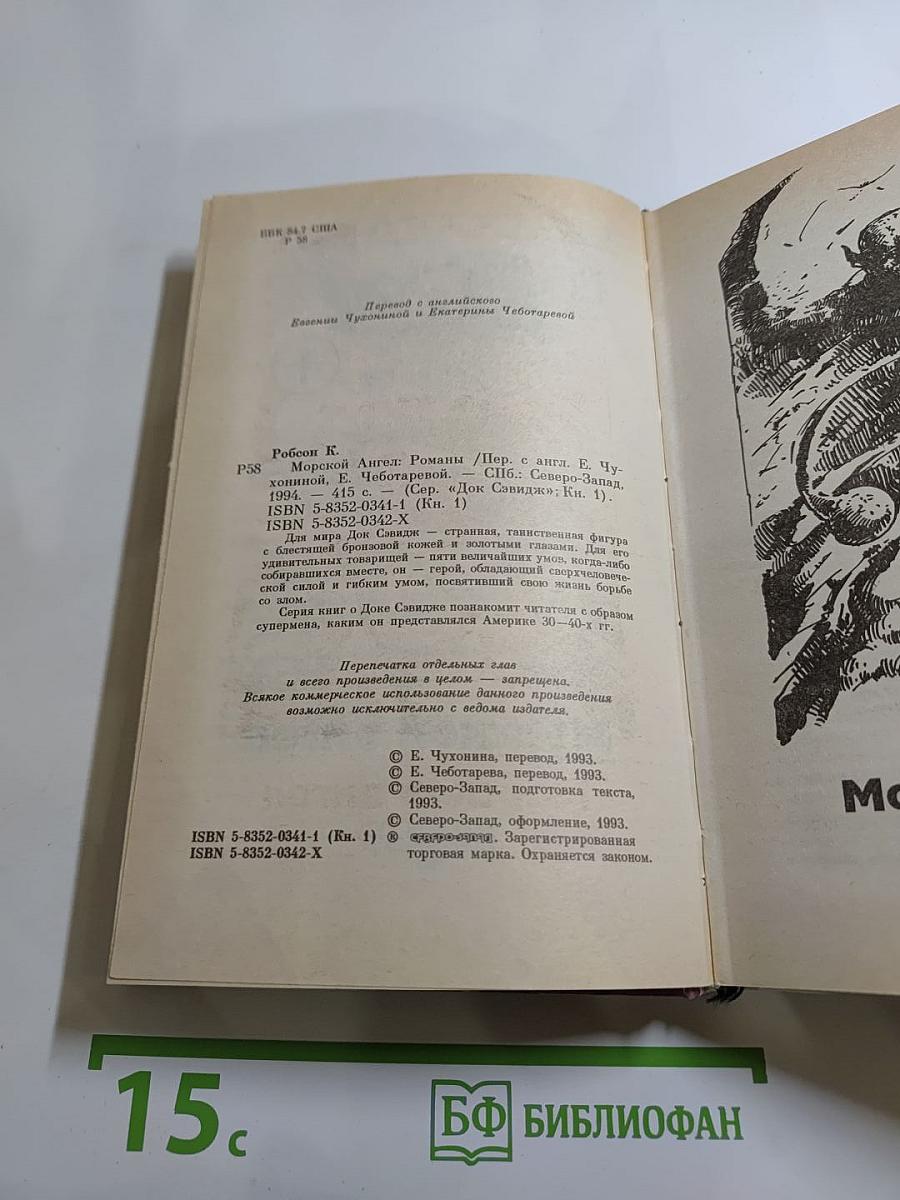 ББК 84.7 США
Р 58
Перевод с английского
Евгении Чухониной и Екатерины Чеботаревой
Робсон К.
Р58 Морской Ангел: Романы /Пер. с англ. Е. Чу-
хониной, Е. Чеботаревой. — СПб.: Северо-Запад,
1994. — 415 с. — (Сер. «Док Сэвидж»; Кн. 1).
ISBN 5-8352-0341-1 (Кн. 1)
ISBN 5-8352-0342-X
Для мира Док Сэвидж — странная, таинственная фигура
с блестящей бронзовой кожей и золотыми глазами. Для его
удивительных товарищей — пяти величайших умов, когда-либо
собиравшихся вместе, он — герой, обладающий сверхчеловече-
ской силой и гибким умом, посвятивший свою жизнь борьбе
со злом.
Серия книг о Доке Сэвидже познакомит читателя с образом
супермена, каким он представлялся Америке 30—40-х гг.
Перепечатка отдельных глав
и всего произведения в целом — запрещена.
Всякое коммерческое использование данного произведения
возможно исключительно с ведома издателя.
© Е. Чухонина, перевод, 1993.
© Е. Чеботарева, перевод, 1993.
© Северо-Запад, подготовка текста,
1993.
© Северо-Запад, оформление, 1993.
ISBN 5-8352-0341-1 (Кн. 1) ® северо-запад. Зарегистрированная
ISBN 5-8352-0342-X торговая марка. Охраняется законом.
Мо
15 с
БФ БИБЛИОФАН